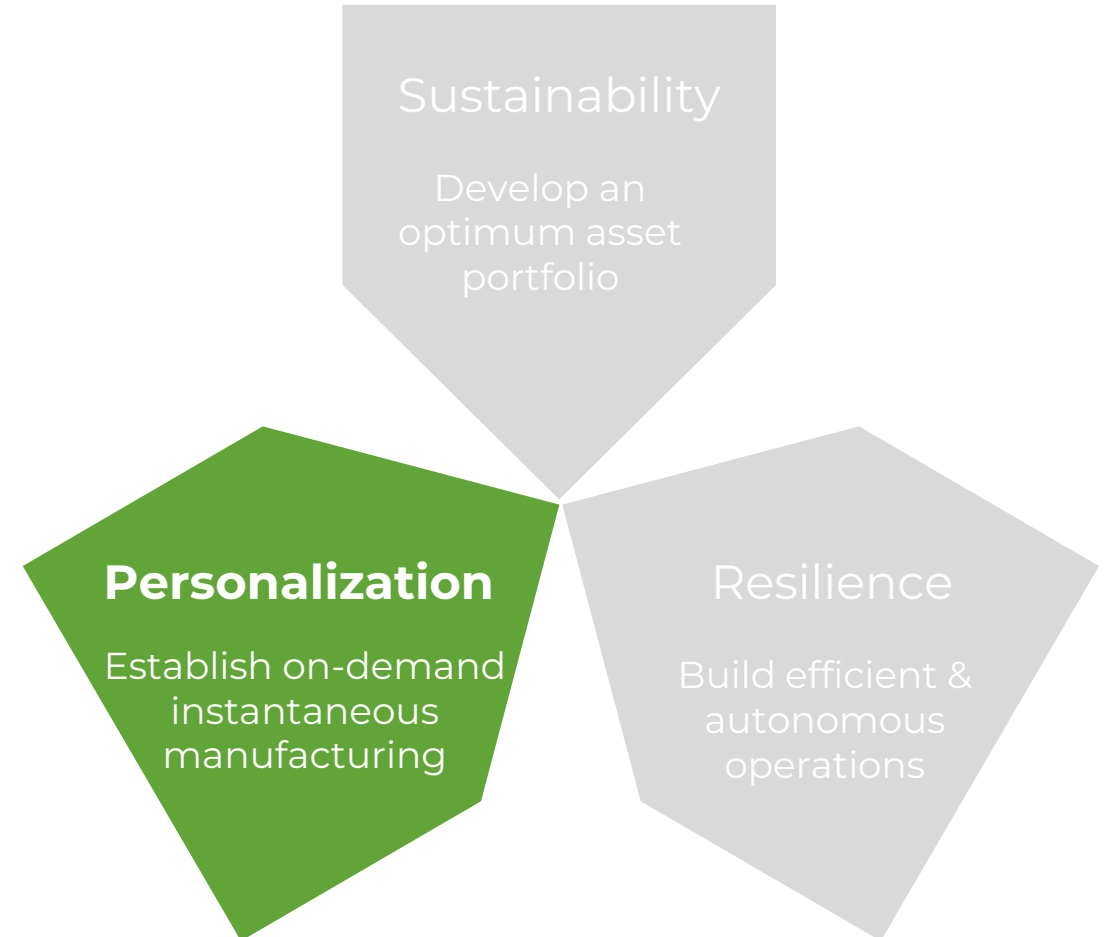 Sustainability
Develop an
optimum asset
portfolio
Personalization
Establish on-demand
instantaneous
manufacturing
Resilience
Build efficient &
autonomous
operations